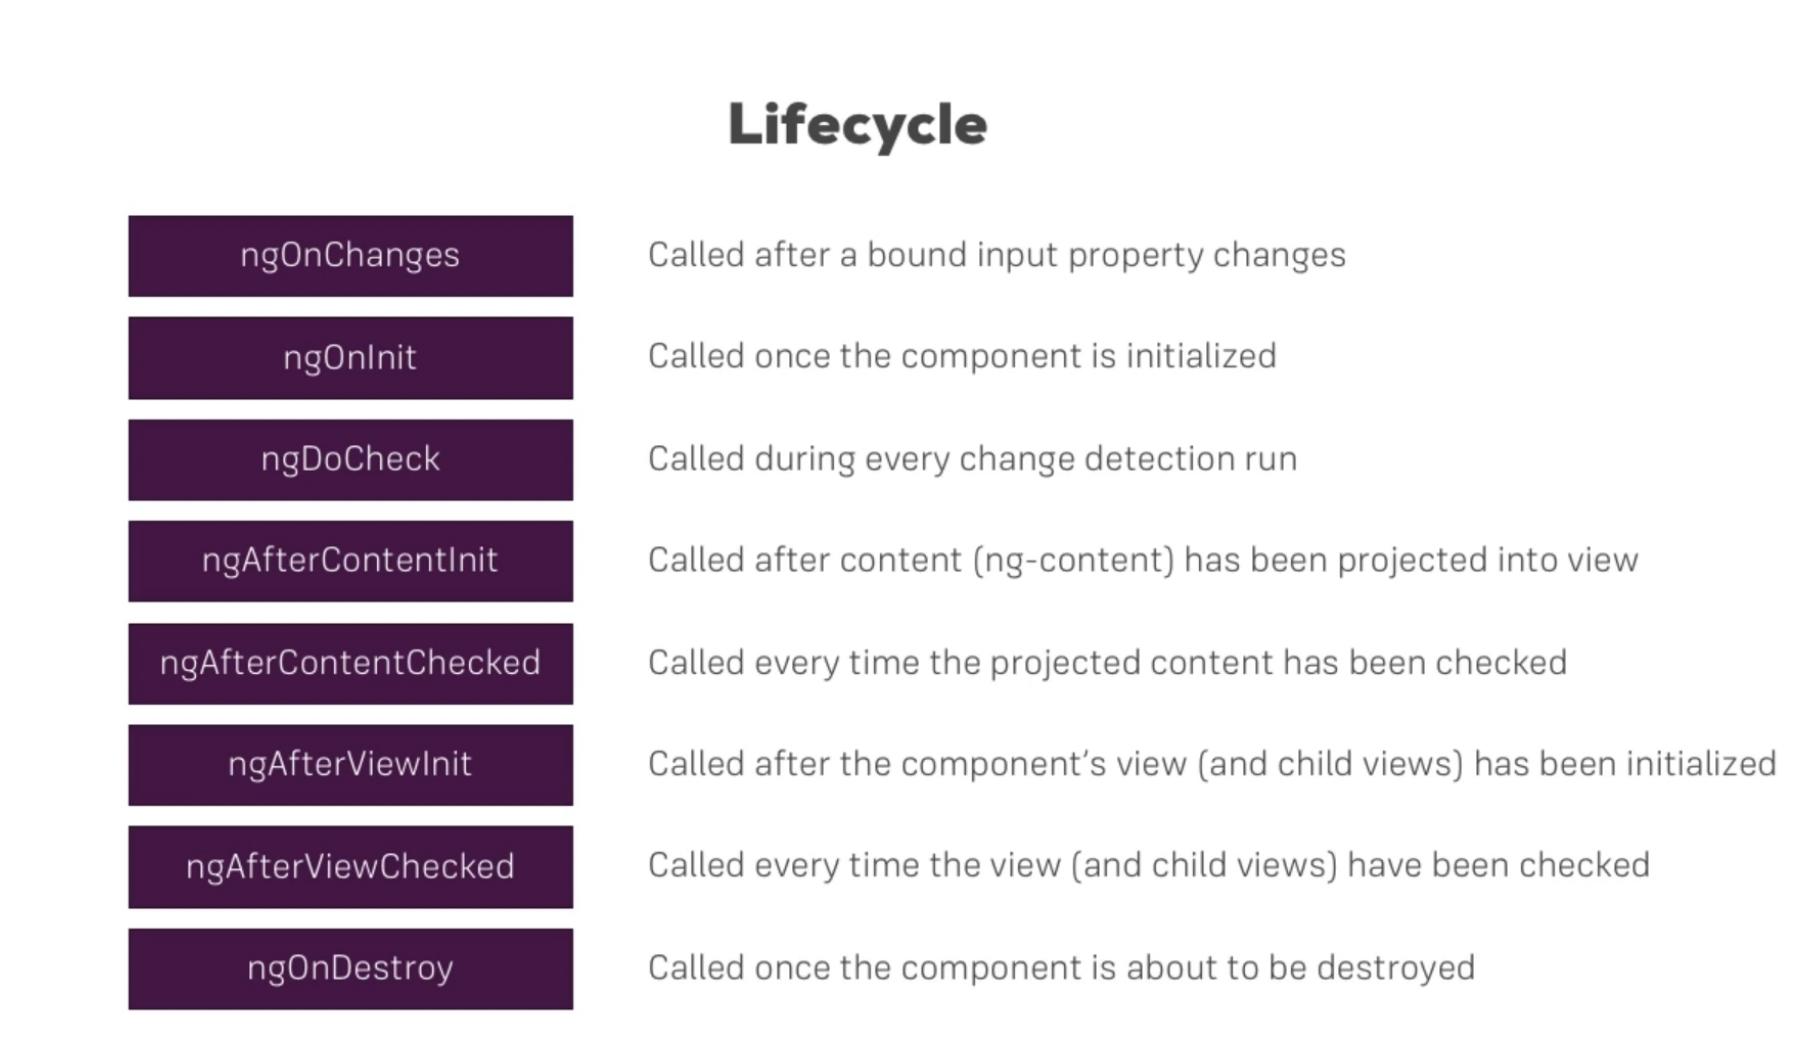 Lifecycle
ngOnChanges Called after a bound input property changes
ngOnInit Called once the component is initialized
ngDoCheck Called during every change detection run
ngAfterContentInit Called after content (ng-content) has been projected into view
ngAfterContentChecked Called every time the projected content has been checked
ngAfterViewInit Called after the component’s view (and child views) has been initialized
ngAfterViewChecked Called every time the view (and child views) have been checked
ngOnDestroy Called once the component is about to be destroyed